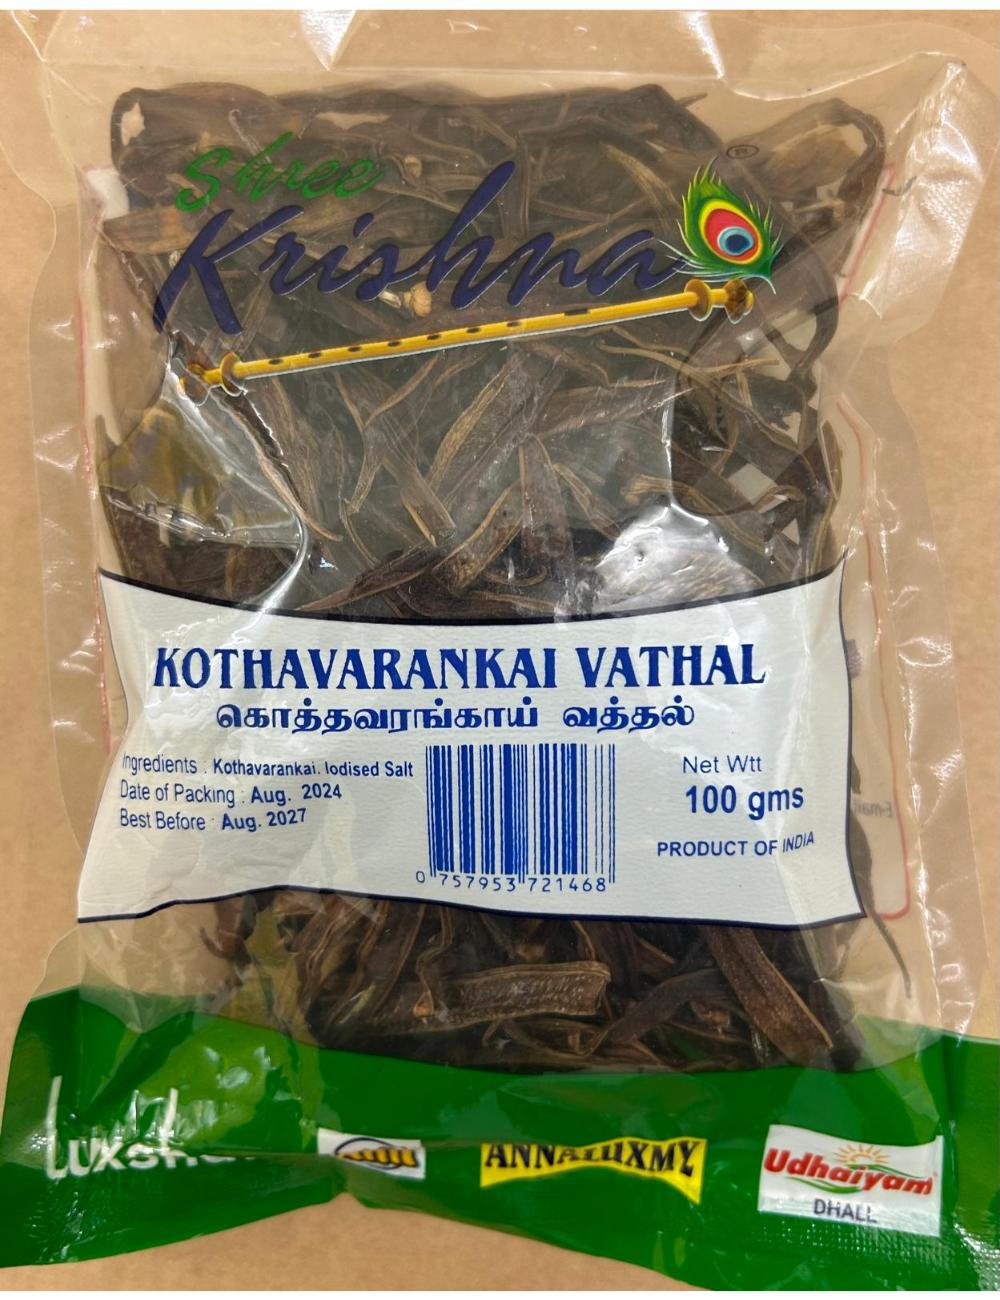 Shree
Krishna
®
KOTHAVARANKAI VATHAL
கொத்தவரங்காய் வத்தல்
Ingredients : Kothavarankai. Iodised Salt
Date of Packing : Aug. 2024
Best Before : Aug. 2027
0 757953 721468
Net Wtt
100 gms
PRODUCT OF INDIA
E-mail
ANNALUXMY
Udhaiyam
DHALL